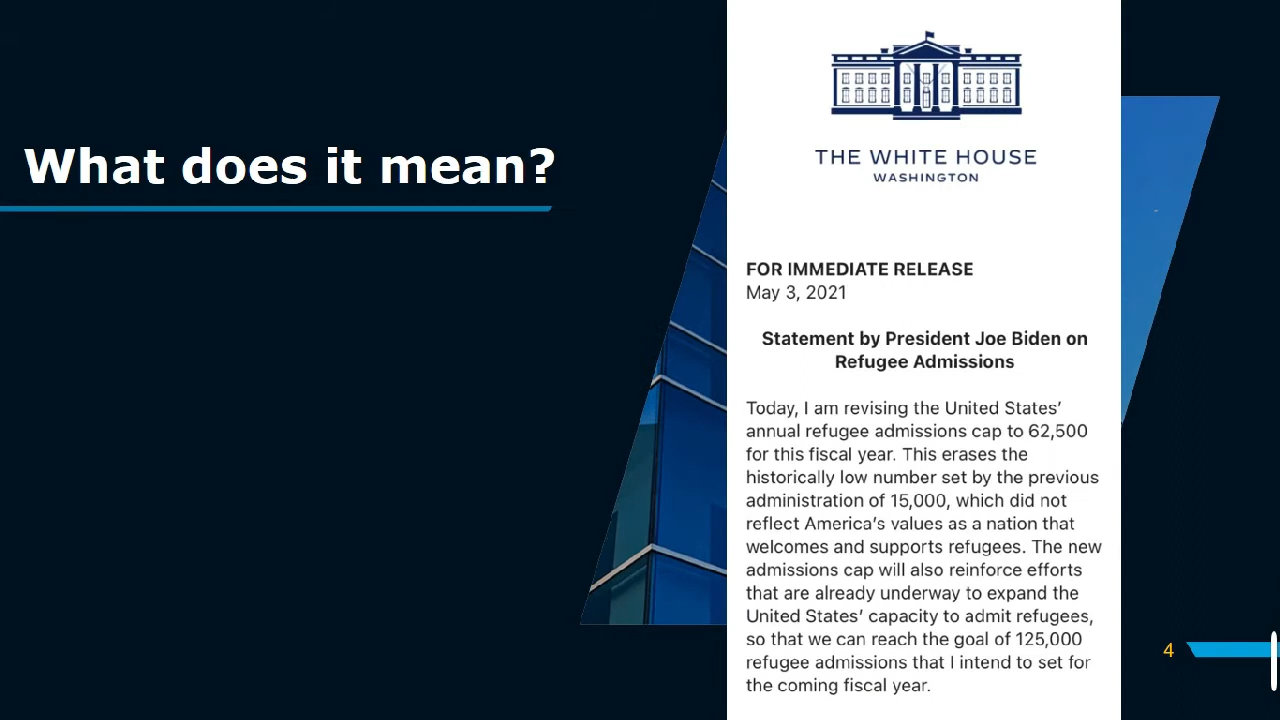 What does it mean?
THE WHITE HOUSE
WASHINGTON
FOR IMMEDIATE RELEASE
May 3, 2021
Statement by President Joe Biden on
Refugee Admissions
Today, I am revising the United States’
annual refugee admissions cap to 62,500
for this fiscal year. This erases the
historically low number set by the previous
administration of 15,000, which did not
reflect America’s values as a nation that
welcomes and supports refugees. The new
admissions cap will also reinforce efforts
that are already underway to expand the
United States’ capacity to admit refugees,
so that we can reach the goal of 125,000
refugee admissions that I intend to set for
the coming fiscal year.
4